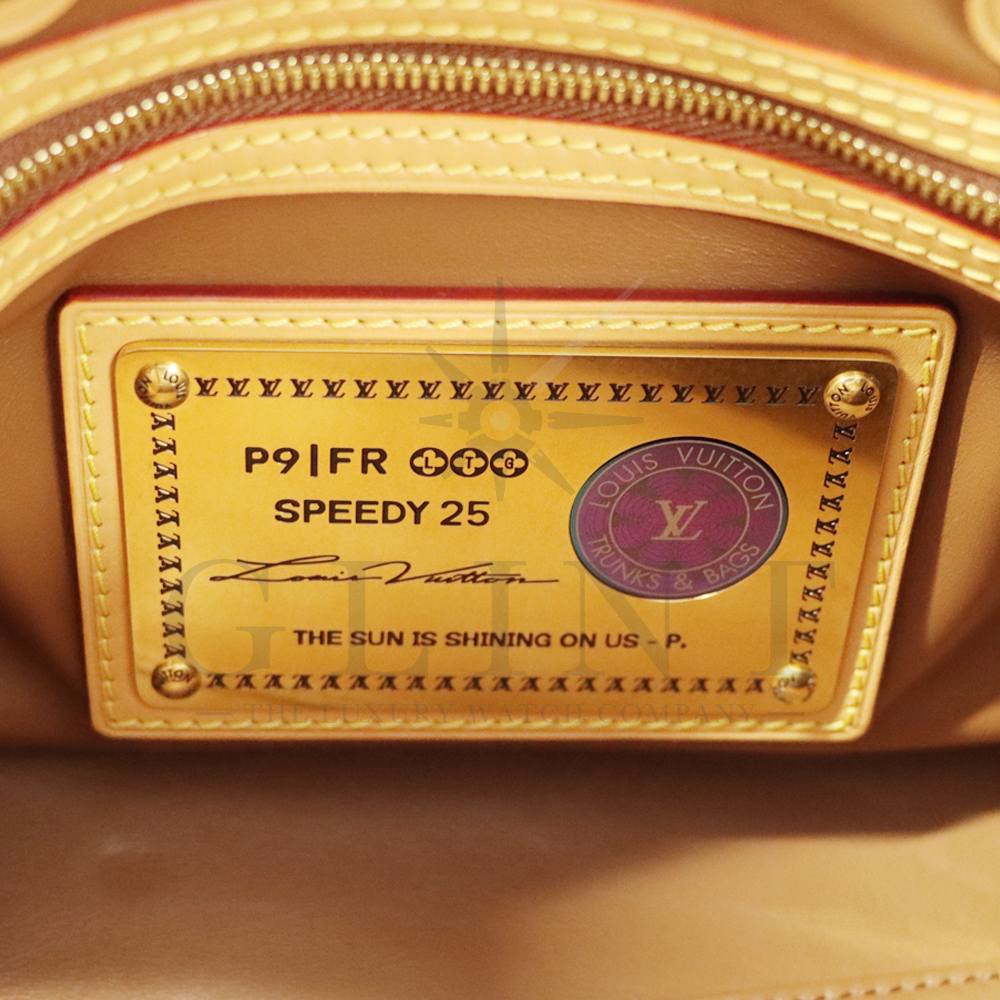 P9|FR LTG
SPEEDY 25
Louis Vuitton
THE SUN IS SHINING ON US - P.
LOUIS VUITTON
LV
TRUNKS & BAGS
GLINT
THE LUXURY WATCH COMPANY